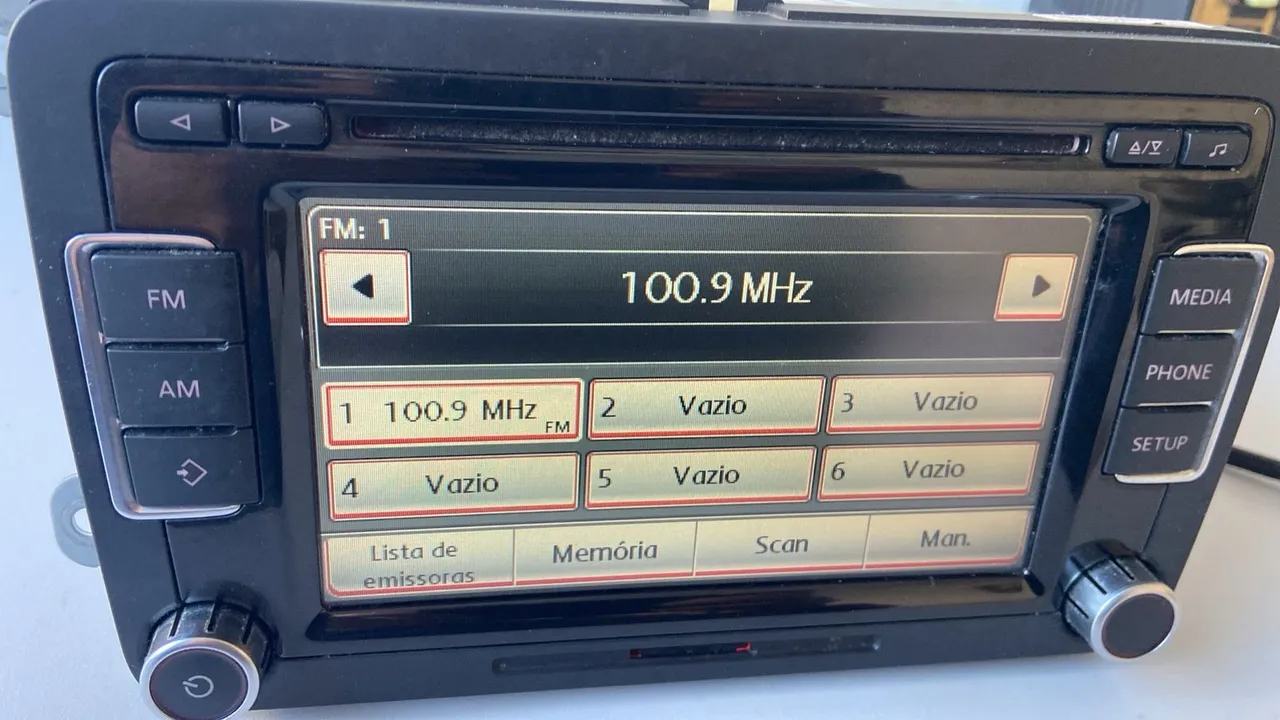 FM: 1
100.9 MHz
FM
AM
MEDIA
PHONE
SETUP
1 100.9 MHz FM
2 Vazio
3 Vazio
4 Vazio
5 Vazio
6 Vazio
Lista de
emissoras
Memória
Scan
Man.